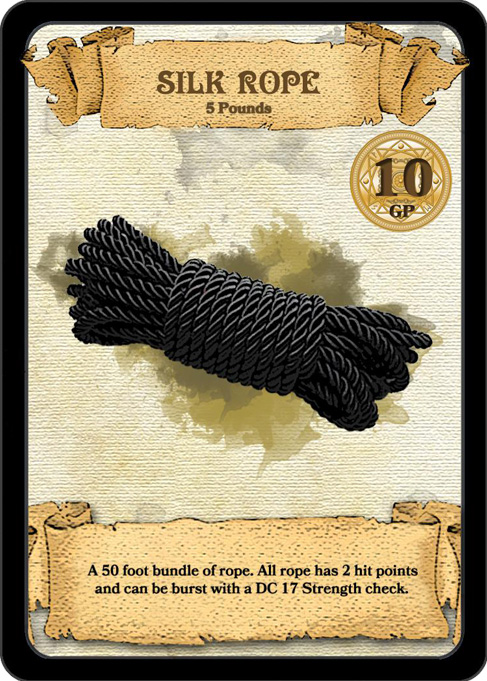 SILK ROPE
5 Pounds
10
GP
A 50 foot bundle of rope. All rope has 2 hit points
and can be burst with a DC 17 Strength check.